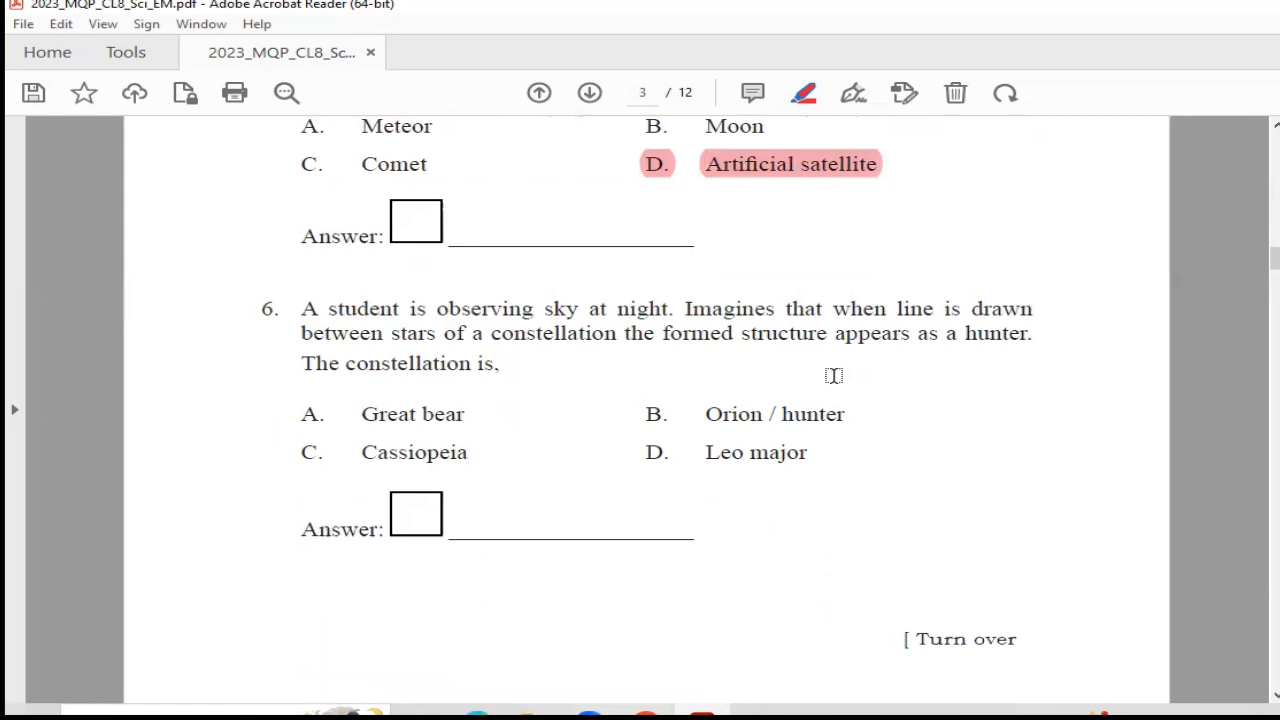 2023_MQP_CL8_Sci_EM.pdf - Adobe Acrobat Reader (64-bit)
File Edit View Sign Window Help
Home Tools 2023_MQP_CL8_Sc... ×
3 / 12
A. Meteor B. Moon
C. Comet D. Artificial satellite
Answer:
6. A student is observing sky at night. Imagines that when line is drawn
between stars of a constellation the formed structure appears as a hunter.
The constellation is,
A. Great bear B. Orion / hunter
C. Cassiopeia D. Leo major
Answer:
[ Turn over